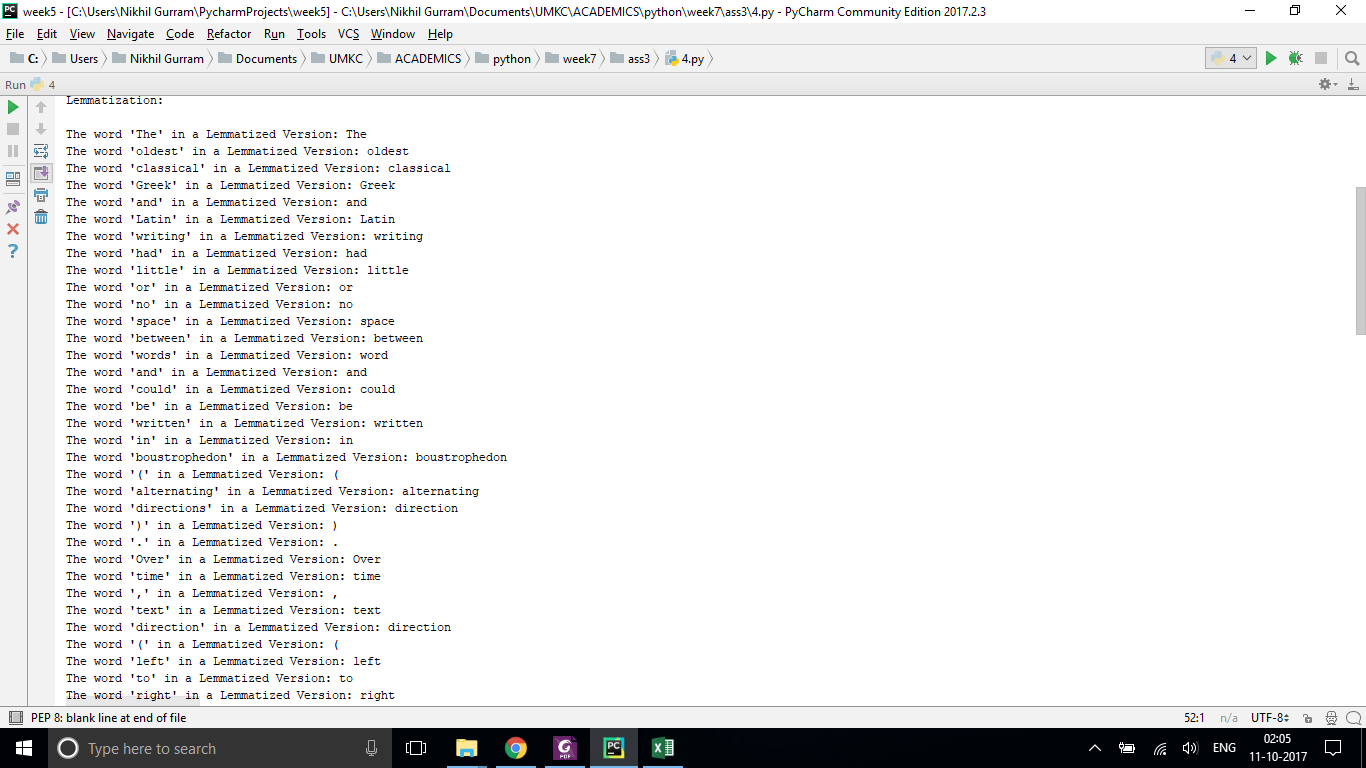 week5 - [C:\Users\Nikhil Gurram\PycharmProjects\week5] - C:\Users\Nikhil Gurram\Documents\UMKC\ACADEMICS\python\week7\ass3\4.py - PyCharm Community Edition 2017.2.3
File Edit View Navigate Code Refactor Run Tools VCS Window Help
C: Users Nikhil Gurram Documents UMKC ACADEMICS python week7 ass3 4.py 4
Run 4
Lemmatization:
The word 'The' in a Lemmatized Version: The
The word 'oldest' in a Lemmatized Version: oldest
The word 'classical' in a Lemmatized Version: classical
The word 'Greek' in a Lemmatized Version: Greek
The word 'and' in a Lemmatized Version: and
The word 'Latin' in a Lemmatized Version: Latin
The word 'writing' in a Lemmatized Version: writing
The word 'had' in a Lemmatized Version: had
The word 'little' in a Lemmatized Version: little
The word 'or' in a Lemmatized Version: or
The word 'no' in a Lemmatized Version: no
The word 'space' in a Lemmatized Version: space
The word 'between' in a Lemmatized Version: between
The word 'words' in a Lemmatized Version: word
The word 'and' in a Lemmatized Version: and
The word 'could' in a Lemmatized Version: could
The word 'be' in a Lemmatized Version: be
The word 'written' in a Lemmatized Version: written
The word 'in' in a Lemmatized Version: in
The word 'boustrophedon' in a Lemmatized Version: boustrophedon
The word '(' in a Lemmatized Version: (
The word 'alternating' in a Lemmatized Version: alternating
The word 'directions' in a Lemmatized Version: direction
The word ')' in a Lemmatized Version: )
The word '.' in a Lemmatized Version: .
The word 'Over' in a Lemmatized Version: Over
The word 'time' in a Lemmatized Version: time
The word ',' in a Lemmatized Version: ,
The word 'text' in a Lemmatized Version: text
The word 'direction' in a Lemmatized Version: direction
The word '(' in a Lemmatized Version: (
The word 'left' in a Lemmatized Version: left
The word 'to' in a Lemmatized Version: to
The word 'right' in a Lemmatized Version: right
PEP 8: blank line at end of file 52:1 n/a UTF-8
Type here to search ENG 02:05
11-10-2017